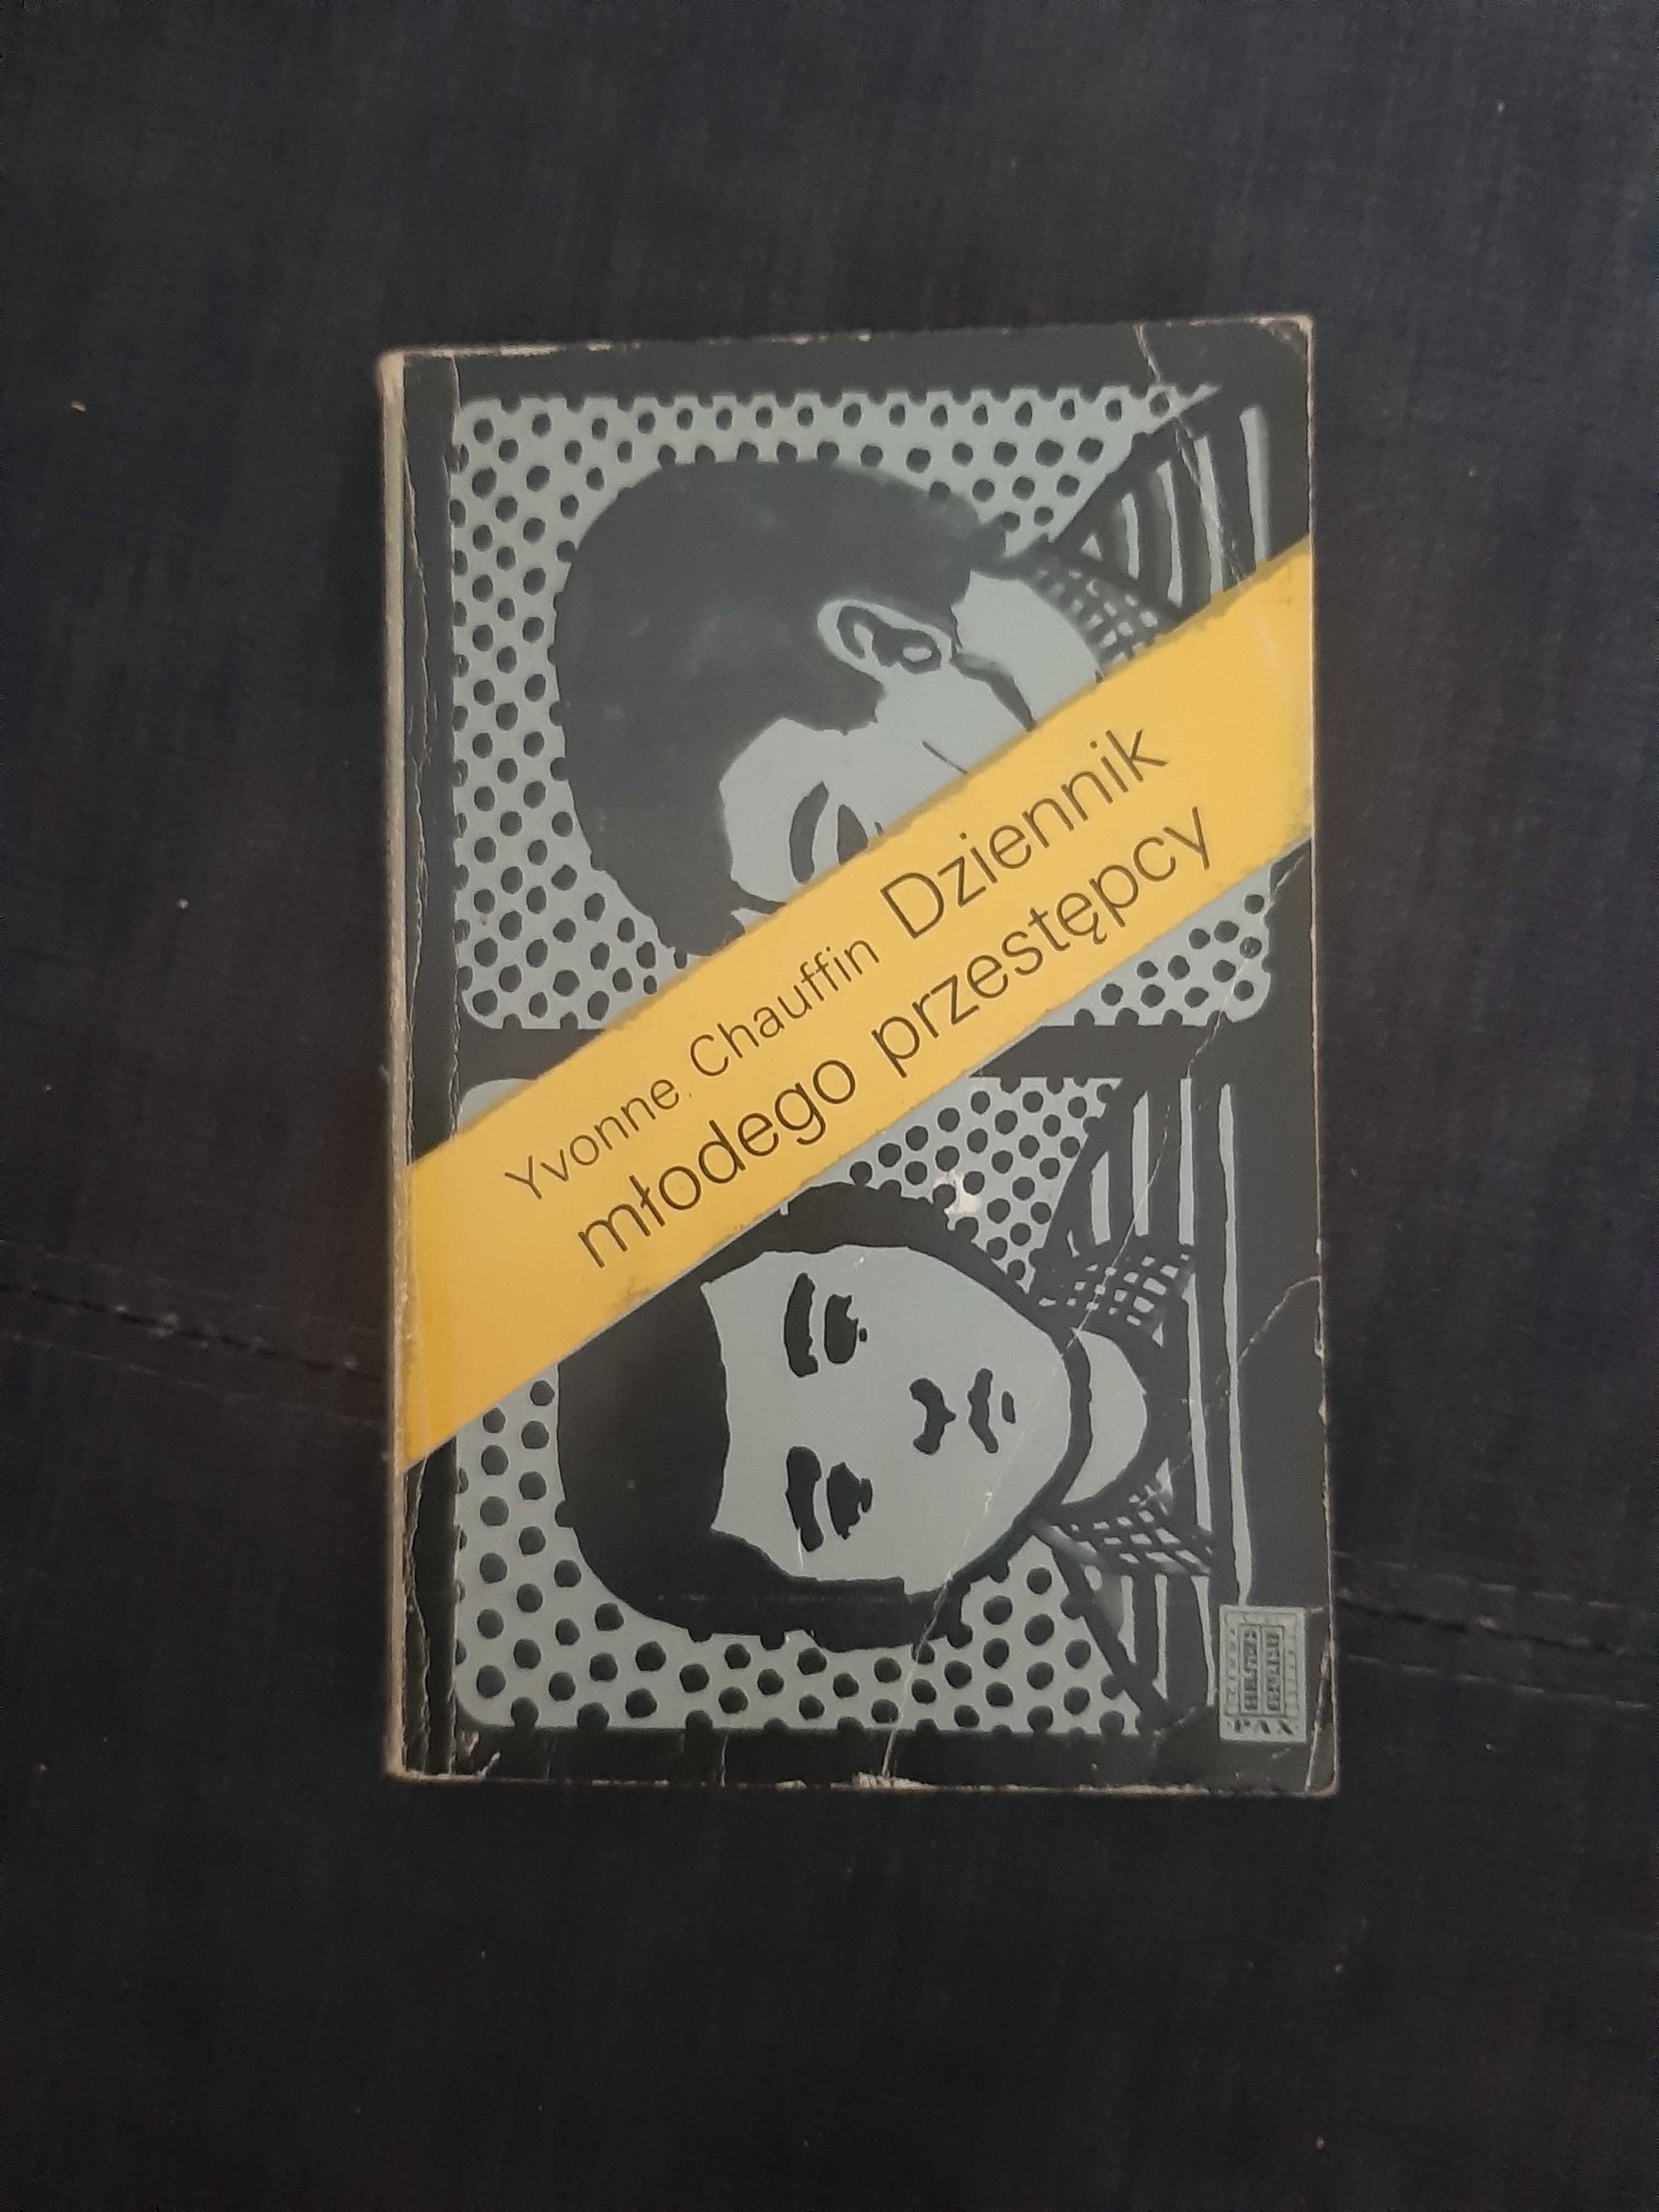 Yvonne Chauffin Dziennik
młodego przestępcy
PAX